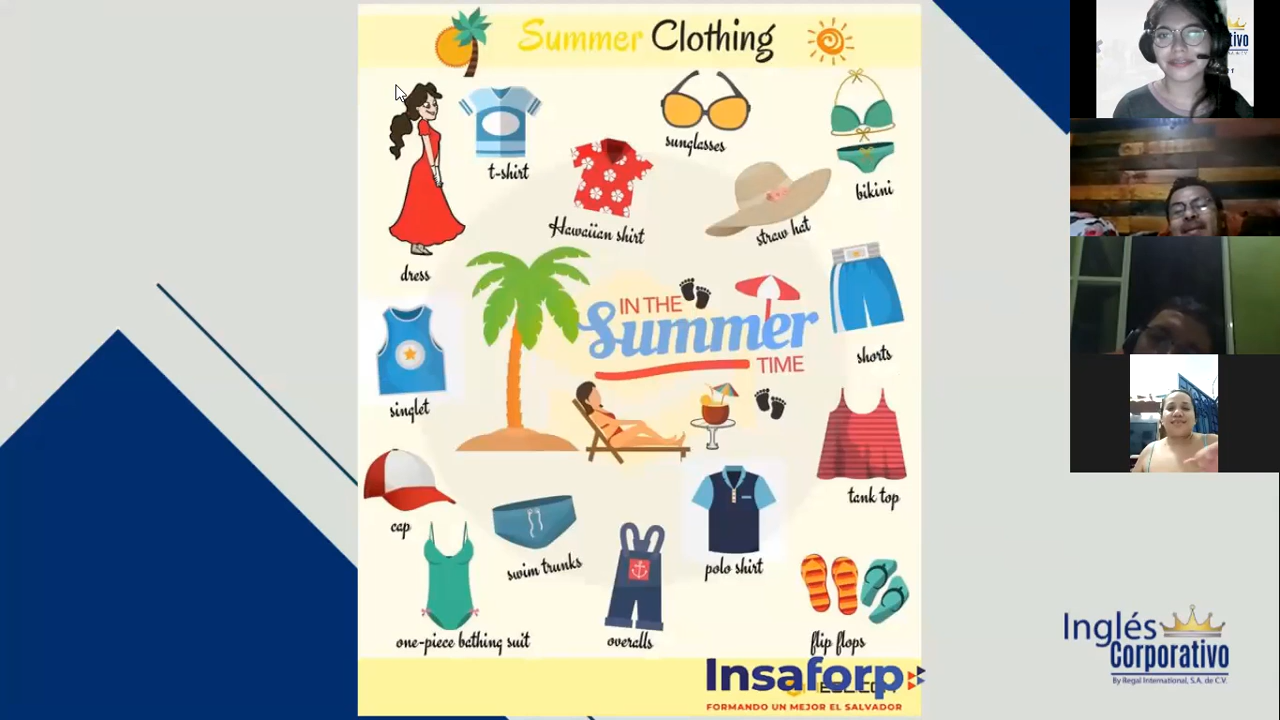 Summer Clothing
t-shirt
sunglasses
bikini
Hawaiian shirt
straw hat
dress
IN THE
Summer
TIME
shorts
singlet
tank top
cap
swim trunks
polo shirt
one-piece bathing suit
overalls
flip flops
Insaforp
FORMANDO UN MEJOR EL SALVADOR
Inglés
Corporativo
By Regal International, S.A. de C.V.